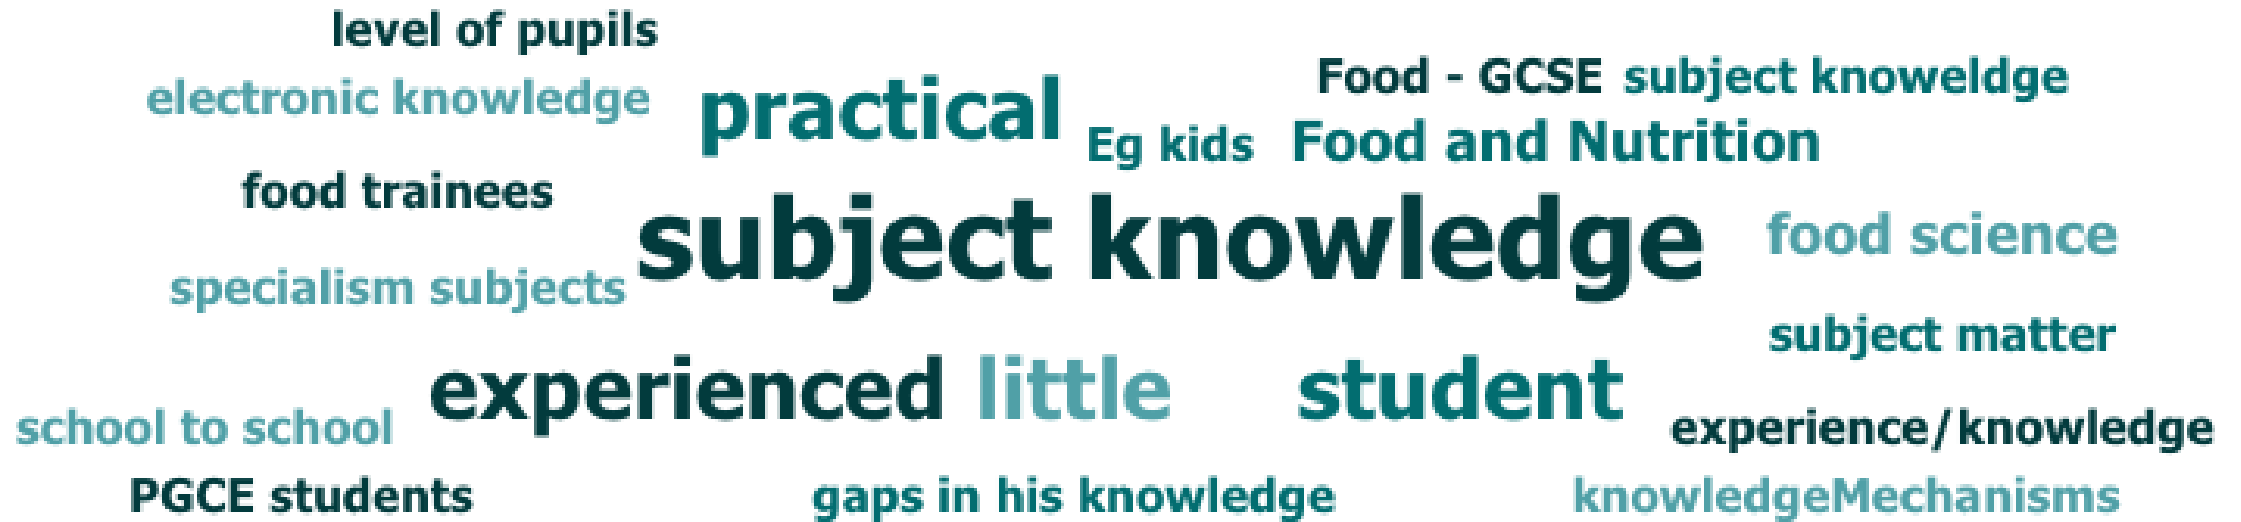 level of pupils
Food - GCSE subject knoweldge
electronic knowledge
practical
Eg kids
Food and Nutrition
food trainees
subject knowledge
food science
specialism subjects
subject matter
experienced little student
school to school
experience/knowledge
PGCE students
gaps in his knowledge
knowledgeMechanisms